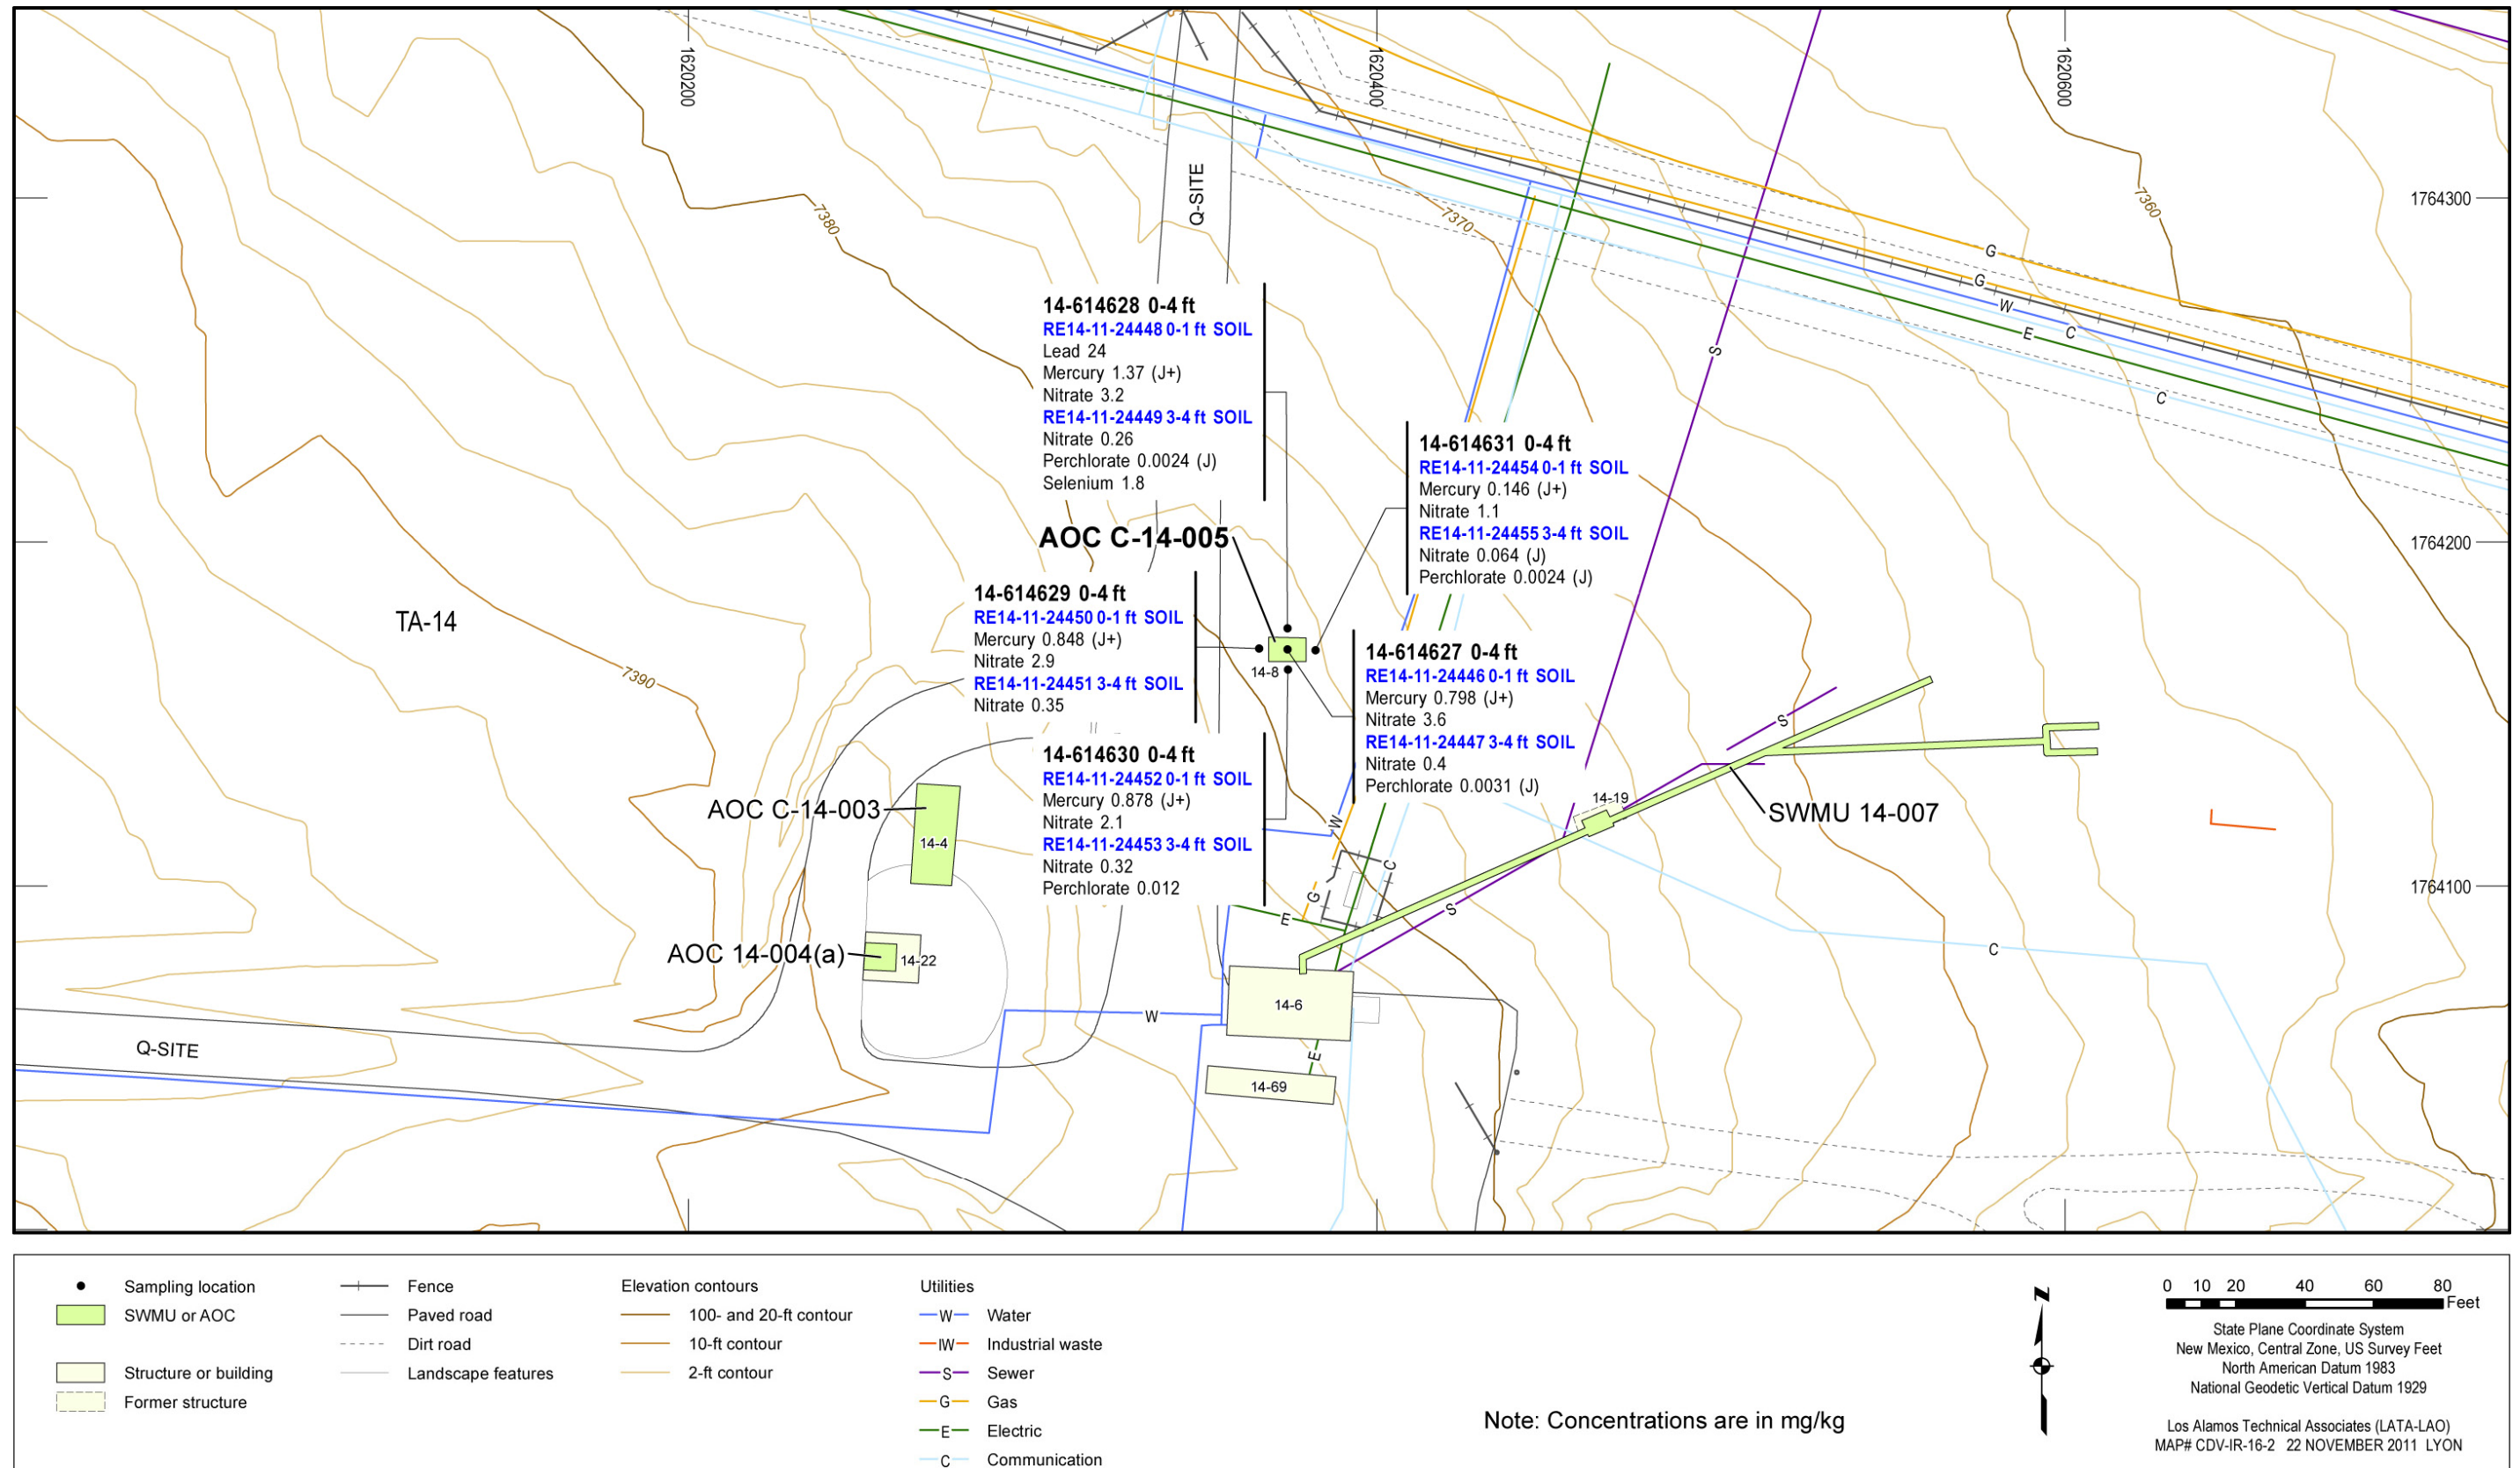 1620200
1620400
1620600
Q-SITE
7380
7370
7360
1764300
G
G
W
C
E
C
S
14-614628 0-4 ft
RE14-11-24448 0-1 ft SOIL
Lead 24
Mercury 1.37 (J+)
Nitrate 3.2
RE14-11-24449 3-4 ft SOIL
Nitrate 0.26
Perchlorate 0.0024 (J)
Selenium 1.8
14-614631 0-4 ft
RE14-11-24454 0-1 ft SOIL
Mercury 0.146 (J+)
Nitrate 1.1
RE14-11-24455 3-4 ft SOIL
Nitrate 0.064 (J)
Perchlorate 0.0024 (J)
AOC C-14-005
1764200
14-614629 0-4 ft
RE14-11-24450 0-1 ft SOIL
Mercury 0.848 (J+)
Nitrate 2.9
RE14-11-24451 3-4 ft SOIL
Nitrate 0.35
TA-14
7390
14-8
14-614627 0-4 ft
RE14-11-24446 0-1 ft SOIL
Mercury 0.798 (J+)
Nitrate 3.6
RE14-11-24447 3-4 ft SOIL
Nitrate 0.4
Perchlorate 0.0031 (J)
14-614630 0-4 ft
RE14-11-24452 0-1 ft SOIL
Mercury 0.878 (J+)
Nitrate 2.1
RE14-11-24453 3-4 ft SOIL
Nitrate 0.32
Perchlorate 0.012
S
14-19
SWMU 14-007
AOC C-14-003
14-4
W
C
G
S
E
1764100
AOC 14-004(a)
14-22
C
14-6
W
Q-SITE
E
14-69
Sampling location
SWMU or AOC
Structure or building
Former structure
Fence
Paved road
Dirt road
Landscape features
Elevation contours
100- and 20-ft contour
10-ft contour
2-ft contour
Utilities
W Water
IW Industrial waste
S Sewer
G Gas
E Electric
C Communication
Note: Concentrations are in mg/kg
N
0 10 20 40 60 80
Feet
State Plane Coordinate System
New Mexico, Central Zone, US Survey Feet
North American Datum 1983
National Geodetic Vertical Datum 1929
Los Alamos Technical Associates (LATA-LAO)
MAP# CDV-IR-16-2 22 NOVEMBER 2011 LYON